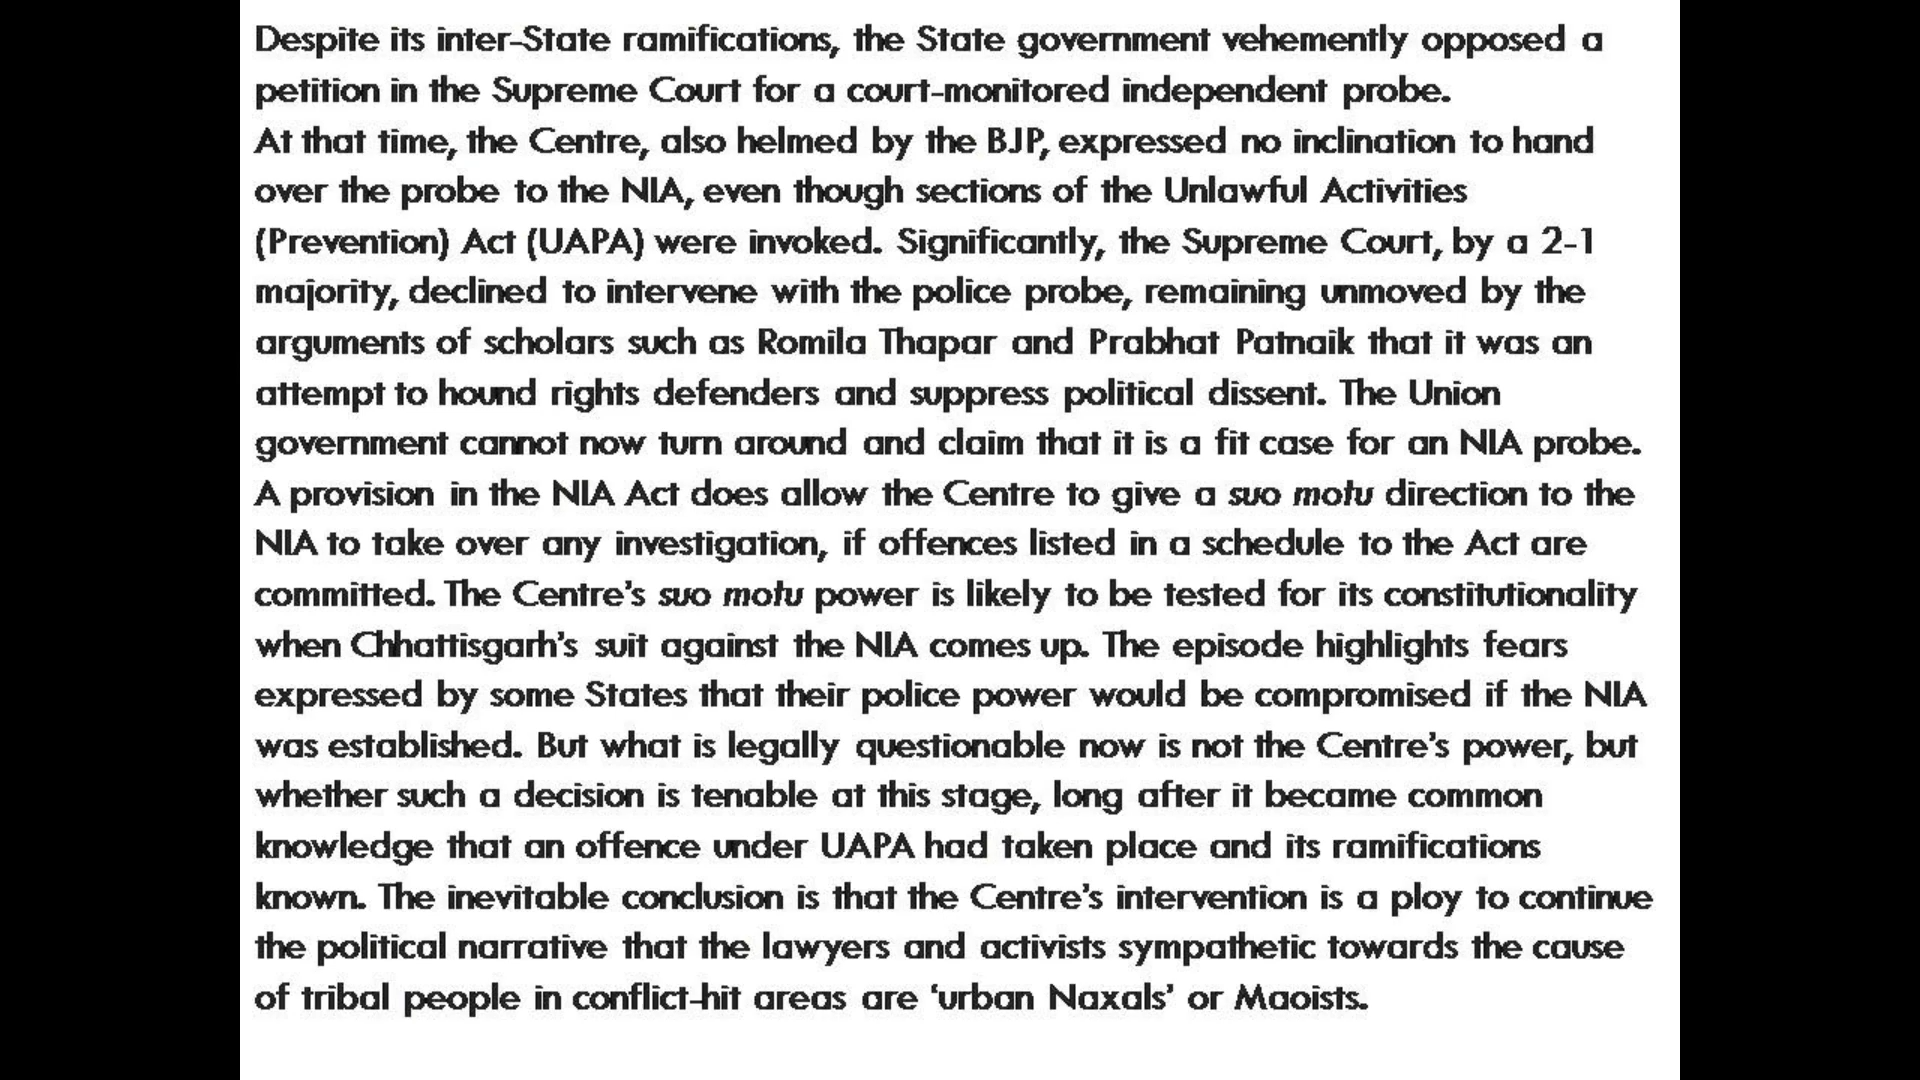 Despite its inter-State ramifications, the State government vehemently opposed a
petition in the Supreme Court for a court-monitored independent probe.
At that time, the Centre, also helmed by the BJP, expressed no inclination to hand
over the probe to the NIA, even though sections of the Unlawful Activities
(Prevention) Act (UAPA) were invoked. Significantly, the Supreme Court, by a 2-1
majority, declined to intervene with the police probe, remaining unmoved by the
arguments of scholars such as Romila Thapar and Prabhat Patnaik that it was an
attempt to hound rights defenders and suppress political dissent. The Union
government cannot now turn around and claim that it is a fit case for an NIA probe.
A provision in the NIA Act does allow the Centre to give a suo motu direction to the
NIA to take over any investigation, if offences listed in a schedule to the Act are
committed. The Centre’s suo motu power is likely to be tested for its constitutionality
when Chhattisgarh’s suit against the NIA comes up. The episode highlights fears
expressed by some States that their police power would be compromised if the NIA
was established. But what is legally questionable now is not the Centre’s power, but
whether such a decision is tenable at this stage, long after it became common
knowledge that an offence under UAPA had taken place and its ramifications
known. The inevitable conclusion is that the Centre’s intervention is a ploy to continue
the political narrative that the lawyers and activists sympathetic towards the cause
of tribal people in conflict-hit areas are ‘urban Naxals’ or Maoists.